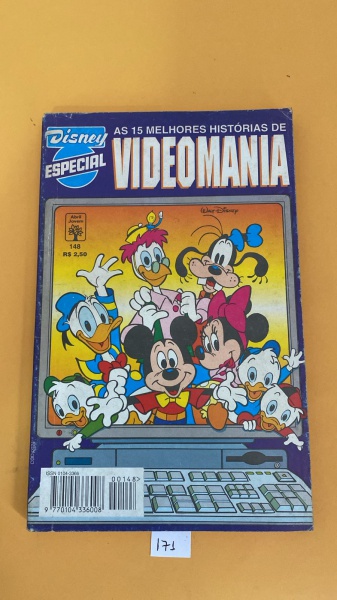 Disney
ESPECIAL
AS 15 MELHORES HISTÓRIAS DE
VIDEOMANIA
Abril
Jovem
148
R$ 2,50
Walt Disney
ISSN 0104-3366
00148
9 770104 336008
171